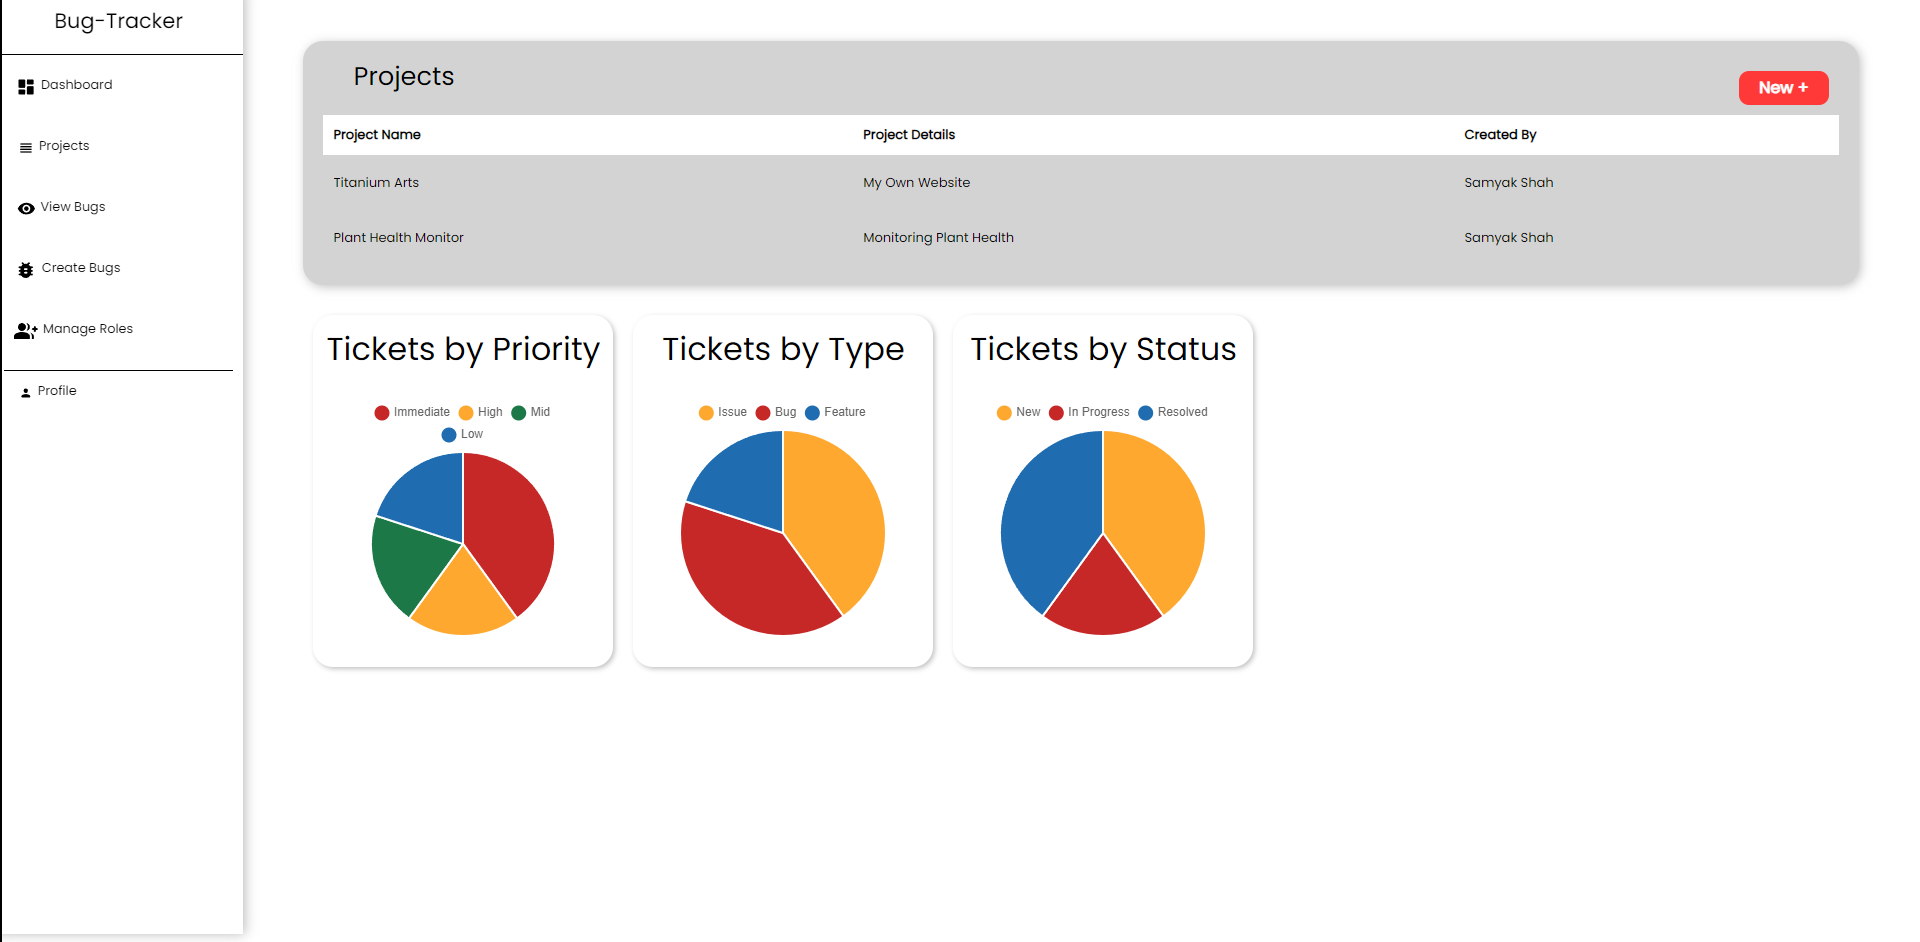 Bug-Tracker
Dashboard
Projects
View Bugs
Create Bugs
Manage Roles
Profile
Projects
New +
Project Name Project Details Created By
Titanium Arts My Own Website Samyak Shah
Plant Health Monitor Monitoring Plant Health Samyak Shah
Tickets by Priority
Immediate High Mid
Low
Tickets by Type
Issue Bug Feature
Tickets by Status
New In Progress Resolved